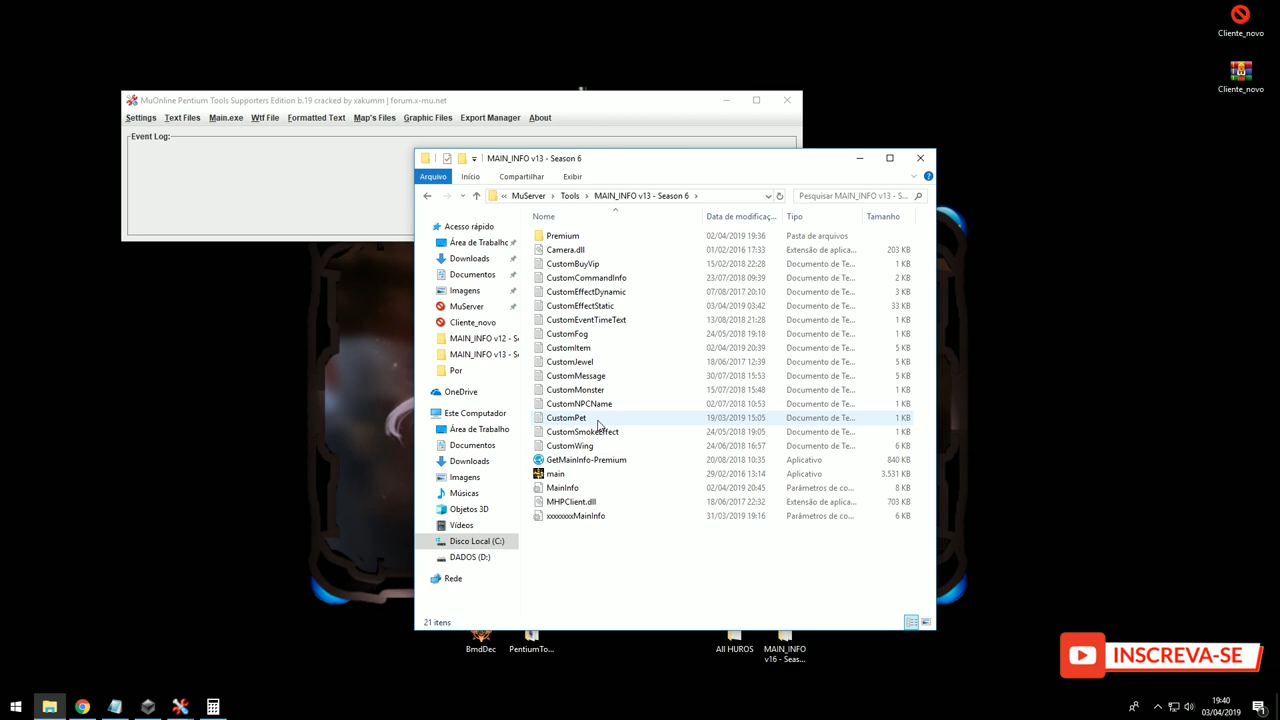 Cliente_novo
Cliente_novo
MuOnline Pentium Tools Supporters Edition b.19 cracked by xakumm | forum.x-mu.net
Settings Text Files Main.exe Wtf File Formatted Text Map's Files Graphic Files Export Manager About
Event Log:
MAIN_INFO v13 - Season 6
Arquivo Início Compartilhar Exibir
« MuServer › Tools › MAIN_INFO v13 - Season 6 › Pesquisar MAIN_INFO v13 - S...
Nome Data de modificaç... Tipo Tamanho
Acesso rápido
Área de Trabalho
Downloads
Documentos
Imagens
MuServer
Cliente_novo
MAIN_INFO v12 - Se
MAIN_INFO v13 - Se
Por
OneDrive
Este Computador
Área de Trabalho
Documentos
Downloads
Imagens
Músicas
Objetos 3D
Vídeos
Disco Local (C:)
DADOS (D:)
Rede
Premium 02/04/2019 19:36 Pasta de arquivos
Camera.dll 01/02/2016 17:33 Extensão de aplica... 203 KB
CustomBuyVip 15/02/2018 22:28 Documento de Te... 1 KB
CustomCommandInfo 23/07/2018 09:39 Documento de Te... 2 KB
CustomEffectDynamic 07/08/2017 20:10 Documento de Te... 3 KB
CustomEffectStatic 03/04/2019 03:42 Documento de Te... 33 KB
CustomEventTimeText 13/08/2018 21:28 Documento de Te... 1 KB
CustomFog 24/05/2018 19:18 Documento de Te... 1 KB
CustomItem 02/04/2019 20:39 Documento de Te... 5 KB
CustomJewel 18/06/2017 12:39 Documento de Te... 5 KB
CustomMessage 30/07/2018 15:53 Documento de Te... 5 KB
CustomMonster 15/07/2018 15:48 Documento de Te... 1 KB
CustomNPCName 02/07/2018 10:53 Documento de Te... 1 KB
CustomPet 19/03/2019 15:05 Documento de Te... 1 KB
CustomSmokeEffect 24/05/2018 19:05 Documento de Te... 1 KB
CustomWing 24/06/2018 16:57 Documento de Te... 6 KB
GetMainInfo-Premium 20/08/2018 10:35 Aplicativo 840 KB
main 29/02/2016 13:14 Aplicativo 3.531 KB
MainInfo 02/04/2019 20:45 Parâmetros de co... 8 KB
MHPClient.dll 18/06/2017 22:32 Extensão de aplica... 703 KB
xxxxxxxMainInfo 31/03/2019 19:16 Parâmetros de co... 6 KB
21 itens
BmdDec PentiumTo... All HUROS MAIN_INFO
v16 - Seas...
INSCREVA-SE
19:40
03/04/2019